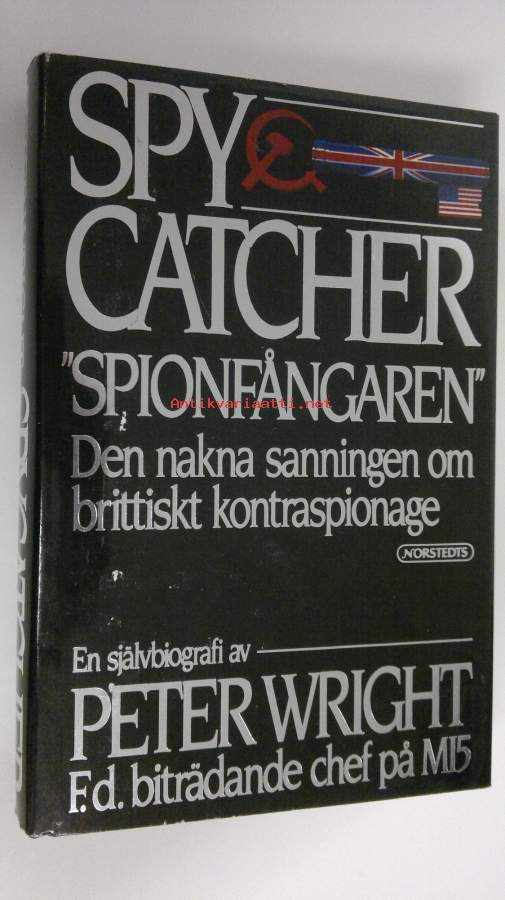 SPY
CATCHER
"SPIONFÅNGAREN"
Antikvariaatti.net
Den nakna sanningen om
brittiskt kontraspionage
NORSTEDTS
En självbiografi av
PETER WRIGHT
F.d. biträdande chef på MI5